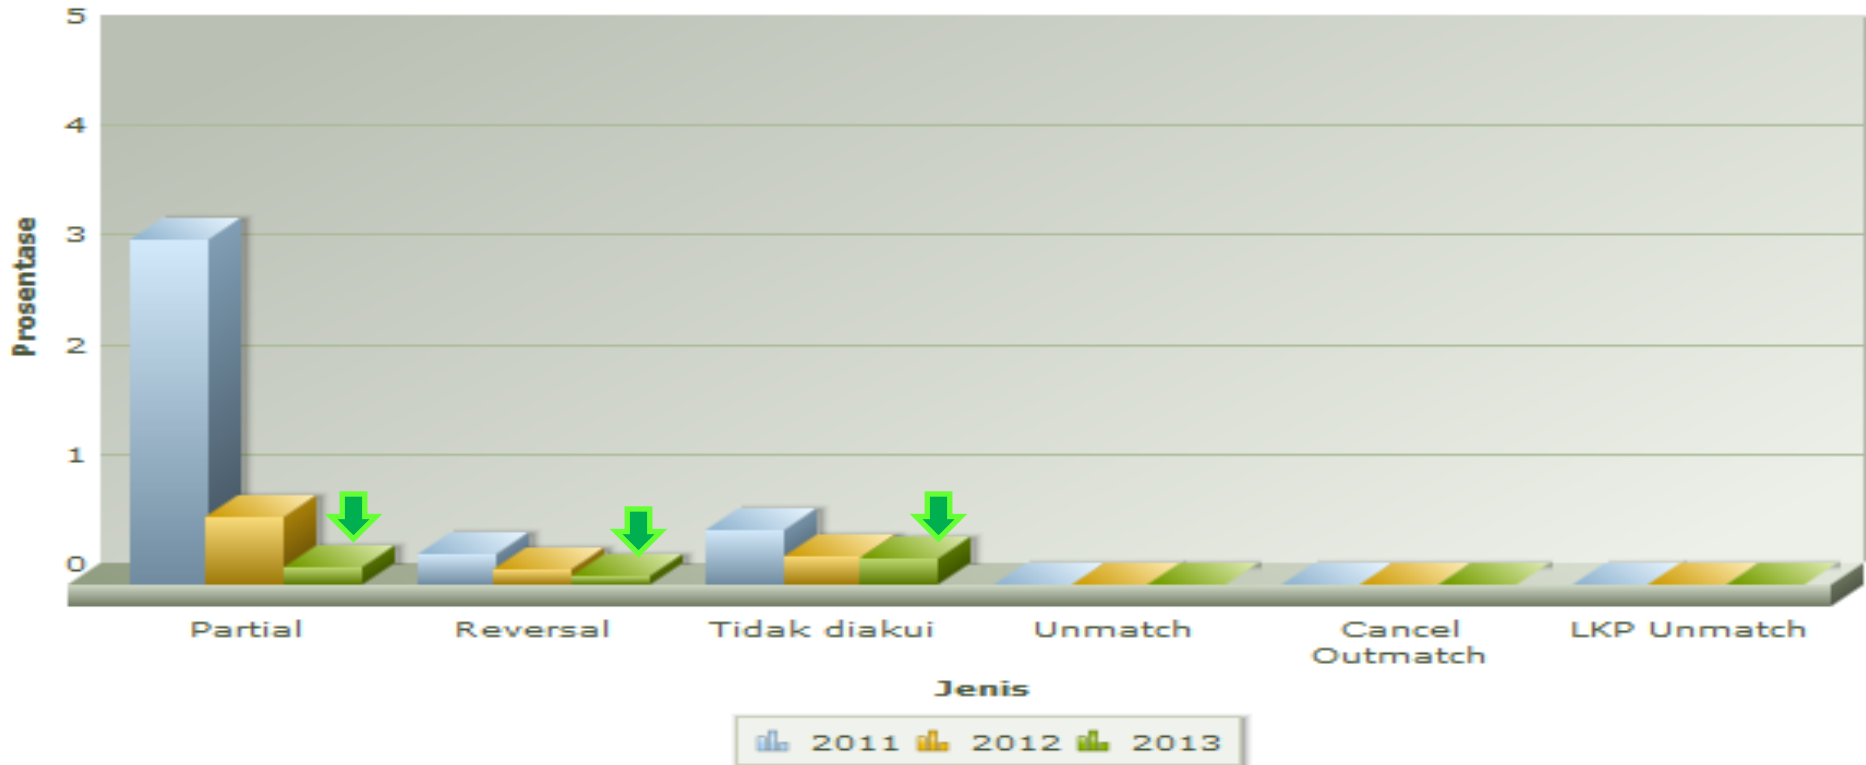 5
4
3
2
1
0
Prosentase
Partial
Reversal
Tidak diakui
Unmatch
Cancel
Outmatch
LKP Unmatch
Jenis
2011 2012 2013